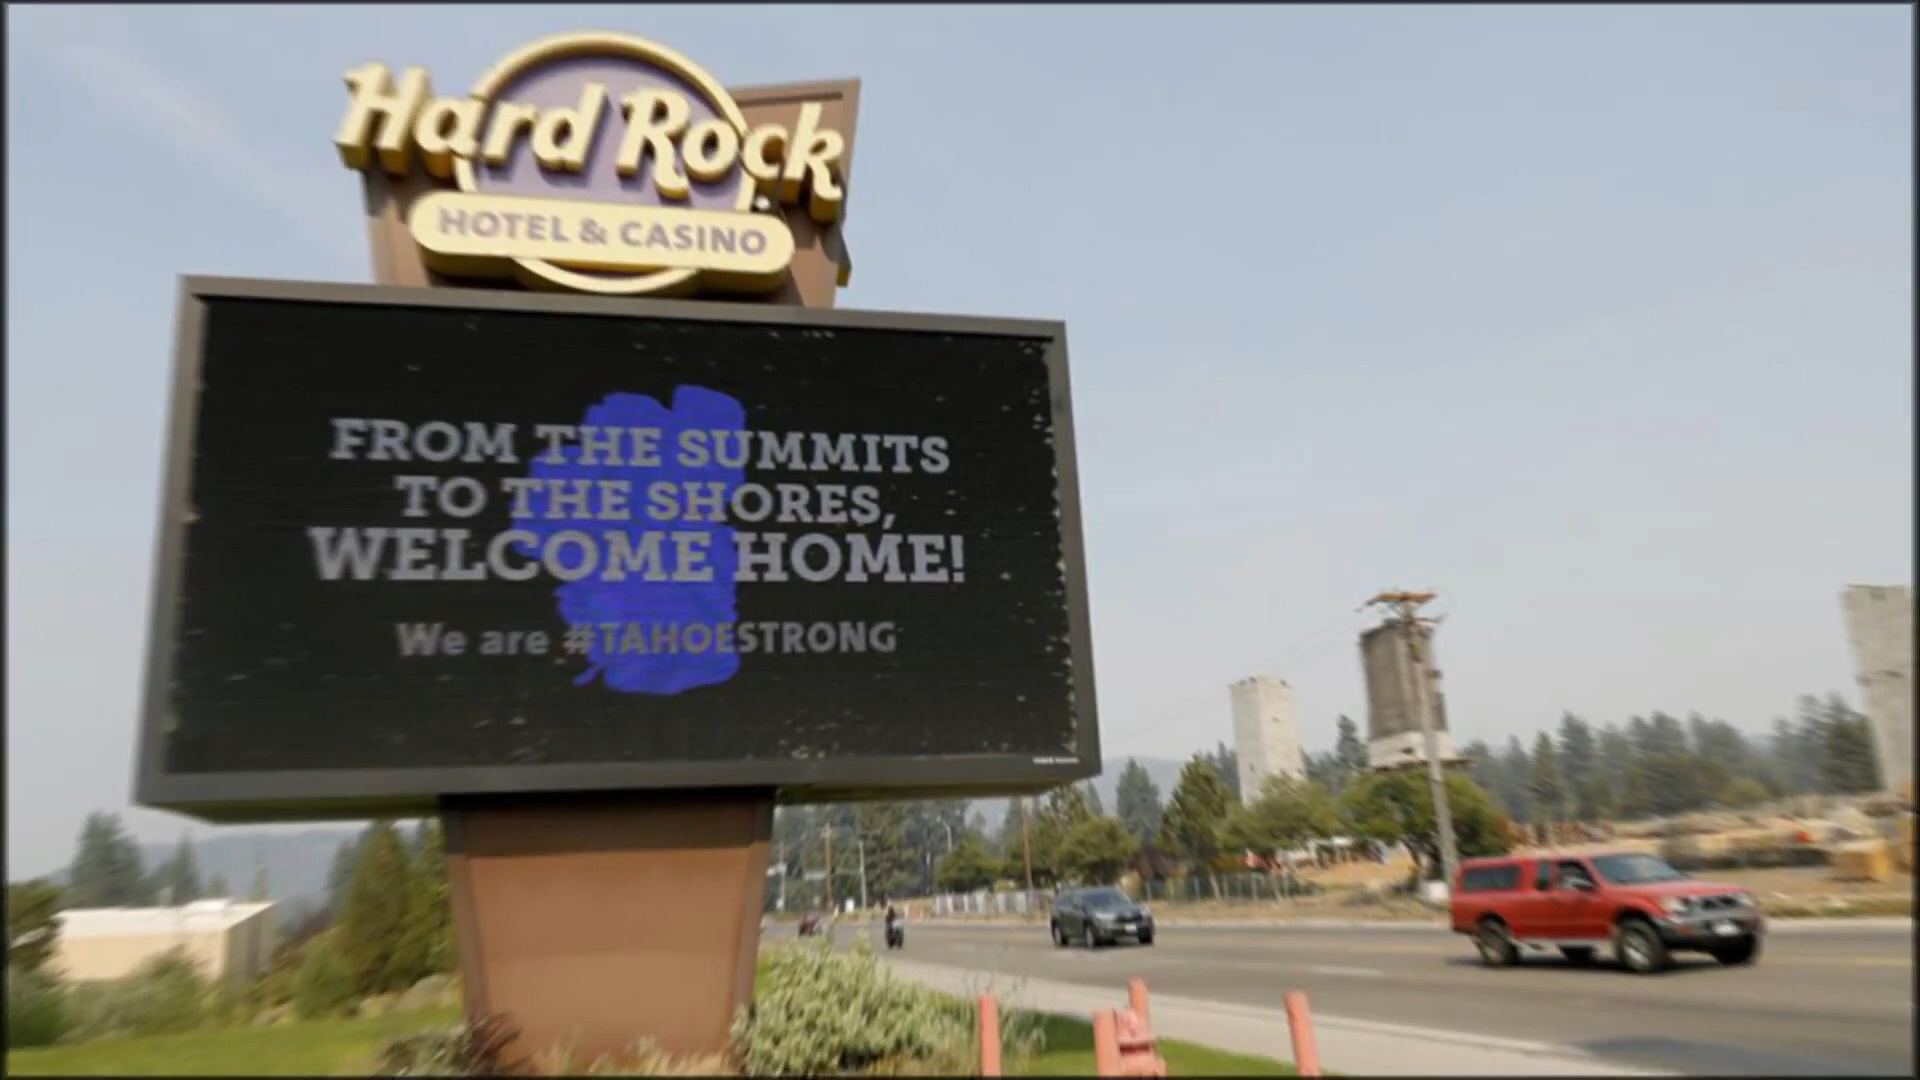 Hard Rock
HOTEL & CASINO
FROM THE SUMMITS
TO THE SHORES,
WELCOME HOME!
We are #TAHOESTRONG